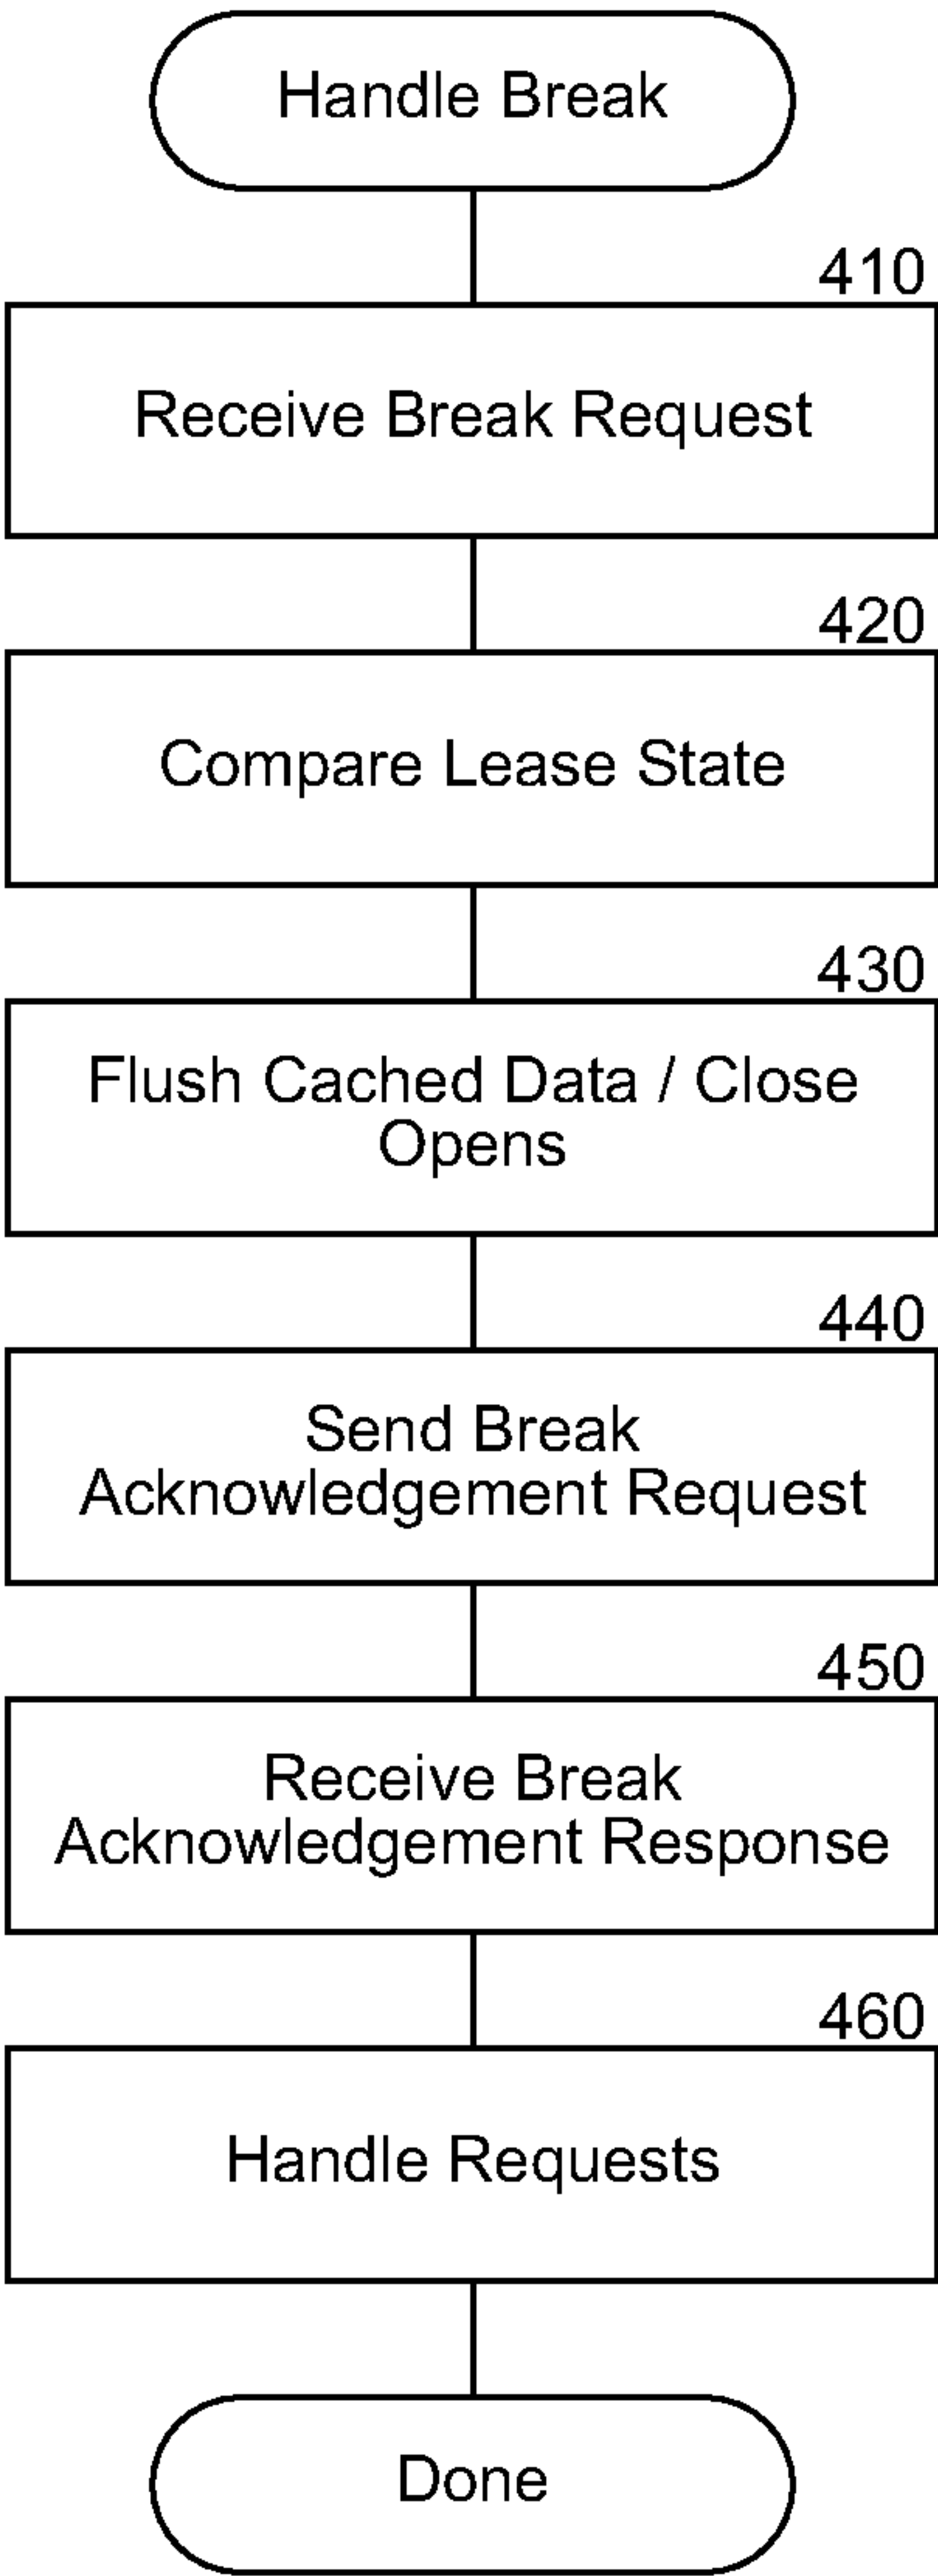 Handle Break
410
Receive Break Request
420
Compare Lease State
430
Flush Cached Data / Close
Opens
440
Send Break
Acknowledgement Request
450
Receive Break
Acknowledgement Response
460
Handle Requests
Done